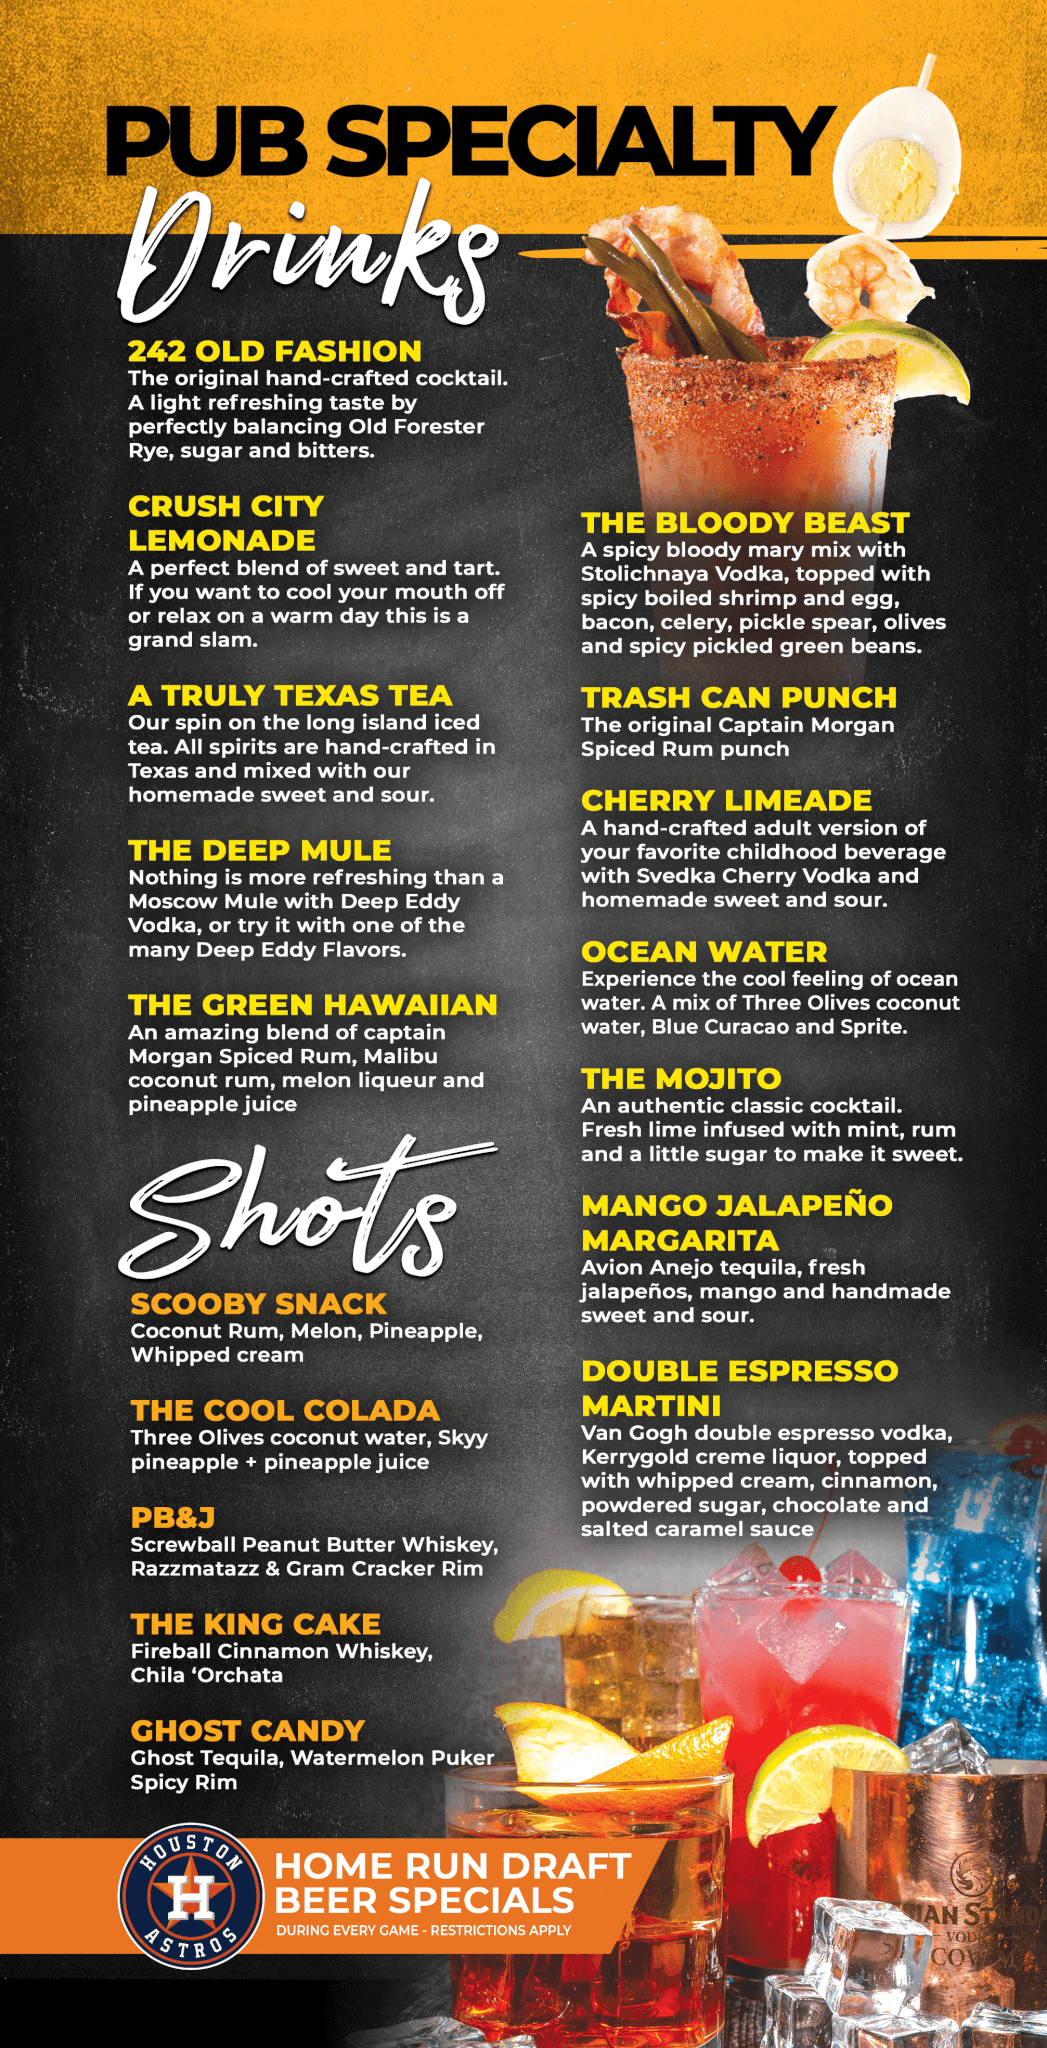 PUB SPECIALTY
Drinks
242 OLD FASHION
The original hand-crafted cocktail.
A light refreshing taste by
perfectly balancing Old Forester
Rye, sugar and bitters.
CRUSH CITY
LEMONADE
A perfect blend of sweet and tart.
If you want to cool your mouth off
or relax on a warm day this is a
grand slam.
A TRULY TEXAS TEA
Our spin on the long island iced
tea. All spirits are hand-crafted in
Texas and mixed with our
homemade sweet and sour.
THE DEEP MULE
Nothing is more refreshing than a
Moscow Mule with Deep Eddy
Vodka, or try it with one of the
many Deep Eddy Flavors.
THE GREEN HAWAIIAN
An amazing blend of captain
Morgan Spiced Rum, Malibu
coconut rum, melon liqueur and
pineapple juice
THE BLOODY BEAST
A spicy bloody mary mix with
Stolichnaya Vodka, topped with
spicy boiled shrimp and egg,
bacon, celery, pickle spear, olives
and spicy pickled green beans.
TRASH CAN PUNCH
The original Captain Morgan
Spiced Rum punch
CHERRY LIMEADE
A hand-crafted adult version of
your favorite childhood beverage
with Svedka Cherry Vodka and
homemade sweet and sour.
OCEAN WATER
Experience the cool feeling of ocean
water. A mix of Three Olives coconut
water, Blue Curacao and Sprite.
THE MOJITO
An authentic classic cocktail.
Fresh lime infused with mint, rum
and a little sugar to make it sweet.
MANGO JALAPEÑO
MARGARITA
Avion Anejo tequila, fresh
jalapeños, mango and handmade
sweet and sour.
DOUBLE ESPRESSO
MARTINI
Van Gogh double espresso vodka,
Kerrygold creme liquor, topped
with whipped cream, cinnamon,
powdered sugar, chocolate and
salted caramel sauce
Shots
SCOOBY SNACK
Coconut Rum, Melon, Pineapple,
Whipped cream
THE COOL COLADA
Three Olives coconut water, Skyy
pineapple + pineapple juice
PB&J
Screwball Peanut Butter Whiskey,
Razzmatazz & Gram Cracker Rim
THE KING CAKE
Fireball Cinnamon Whiskey,
Chila ‘Orchata
GHOST CANDY
Ghost Tequila, Watermelon Puker
Spicy Rim
HOUSTON
H
ASTROS
HOME RUN DRAFT
BEER SPECIALS
DURING EVERY GAME - RESTRICTIONS APPLY